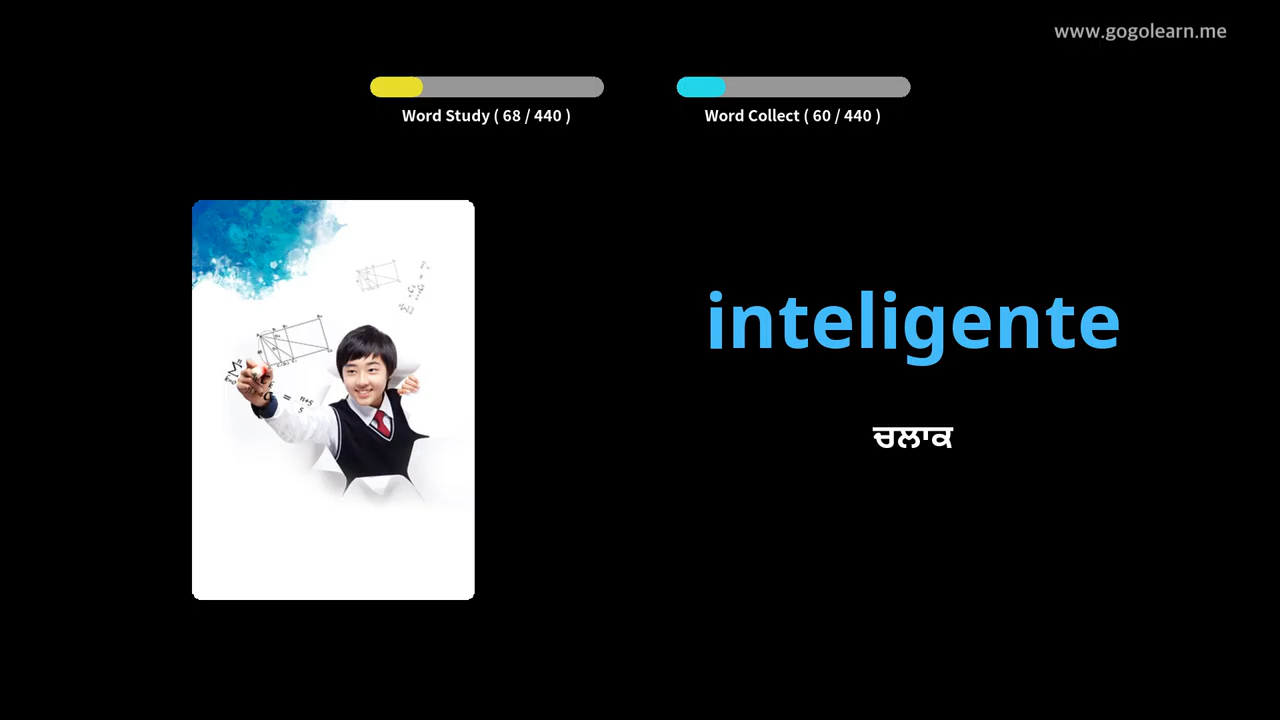 www.gogolearn.me
Word Study ( 68 / 440 )
Word Collect ( 60 / 440 )
inteligente
ਚਲਾਕ